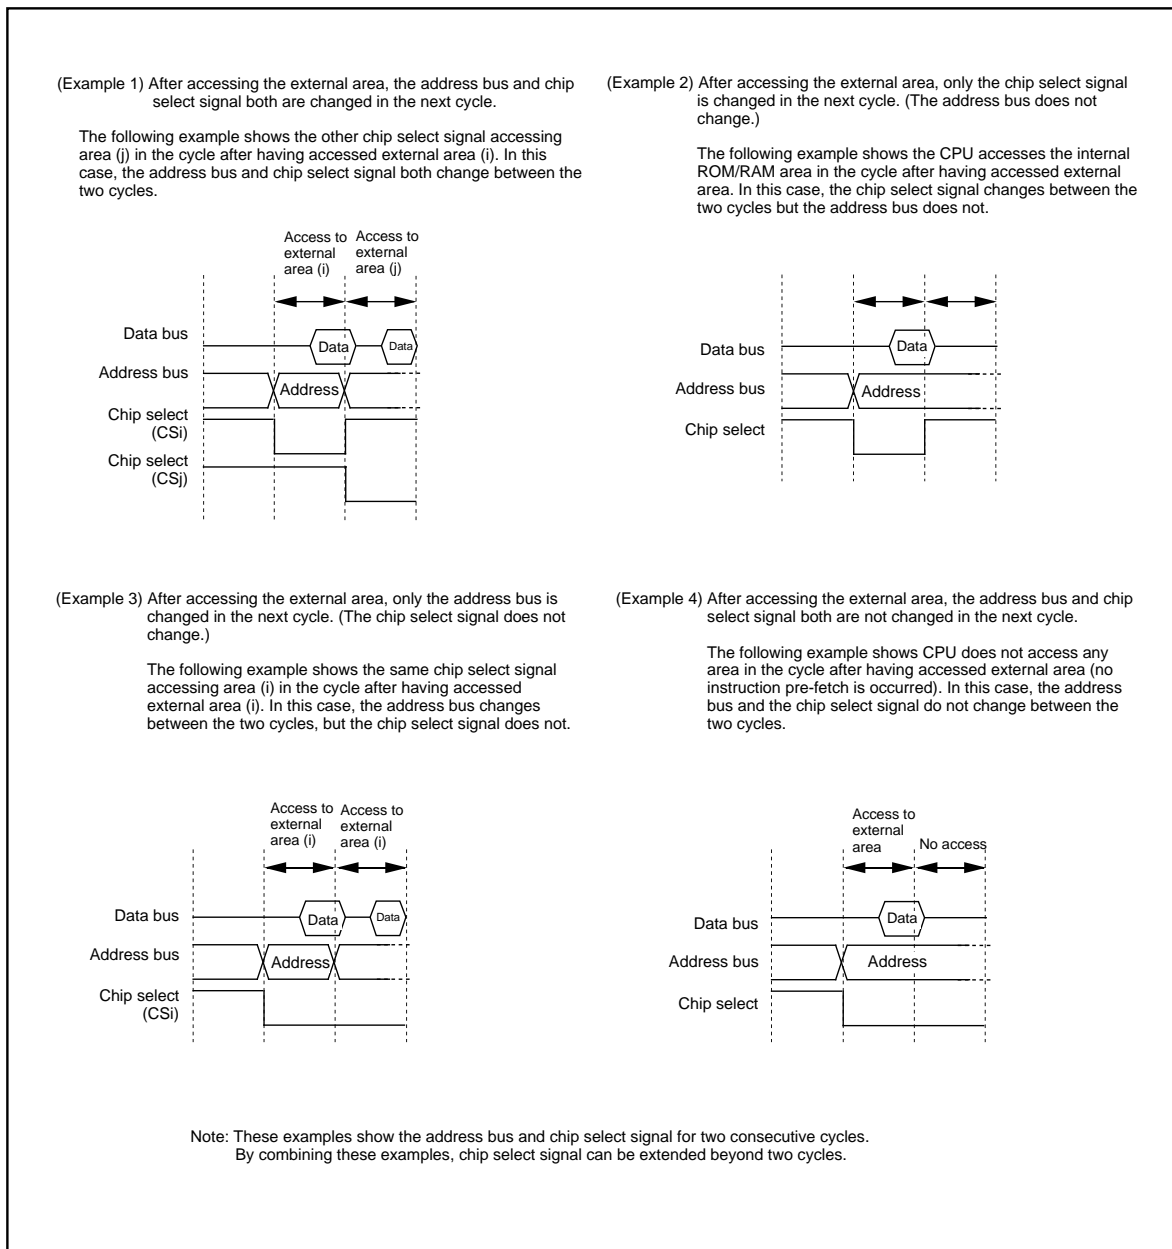 (Example 1) After accessing the external area, the address bus and chip
select signal both are changed in the next cycle.
The following example shows the other chip select signal accessing
area (j) in the cycle after having accessed external area (i). In this
case, the address bus and chip select signal both change between the
two cycles.
Access to Access to
external external
area (i) area (j)
Data bus
Data Data
Address bus
Address
Chip select
(CSi)
Chip select
(CSj)
(Example 2) After accessing the external area, only the chip select signal
is changed in the next cycle. (The address bus does not
change.)
The following example shows the CPU accesses the internal
ROM/RAM area in the cycle after having accessed external
area. In this case, the chip select signal changes between the
two cycles but the address bus does not.
Data bus
Data
Address bus
Address
Chip select
(Example 3) After accessing the external area, only the address bus is
changed in the next cycle. (The chip select signal does not
change.)
The following example shows the same chip select signal
accessing area (i) in the cycle after having accessed
external area (i). In this case, the address bus changes
between the two cycles, but the chip select signal does not.
Access to Access to
external external
area (i) area (i)
Data bus
Data Data
Address bus
Address
Chip select
(CSi)
(Example 4) After accessing the external area, the address bus and chip
select signal both are not changed in the next cycle.
The following example shows CPU does not access any
area in the cycle after having accessed external area (no
instruction pre-fetch is occurred). In this case, the address
bus and the chip select signal do not change between the
two cycles.
Access to
external
area No access
Data bus
Data
Address bus
Address
Chip select
Note: These examples show the address bus and chip select signal for two consecutive cycles.
By combining these examples, chip select signal can be extended beyond two cycles.